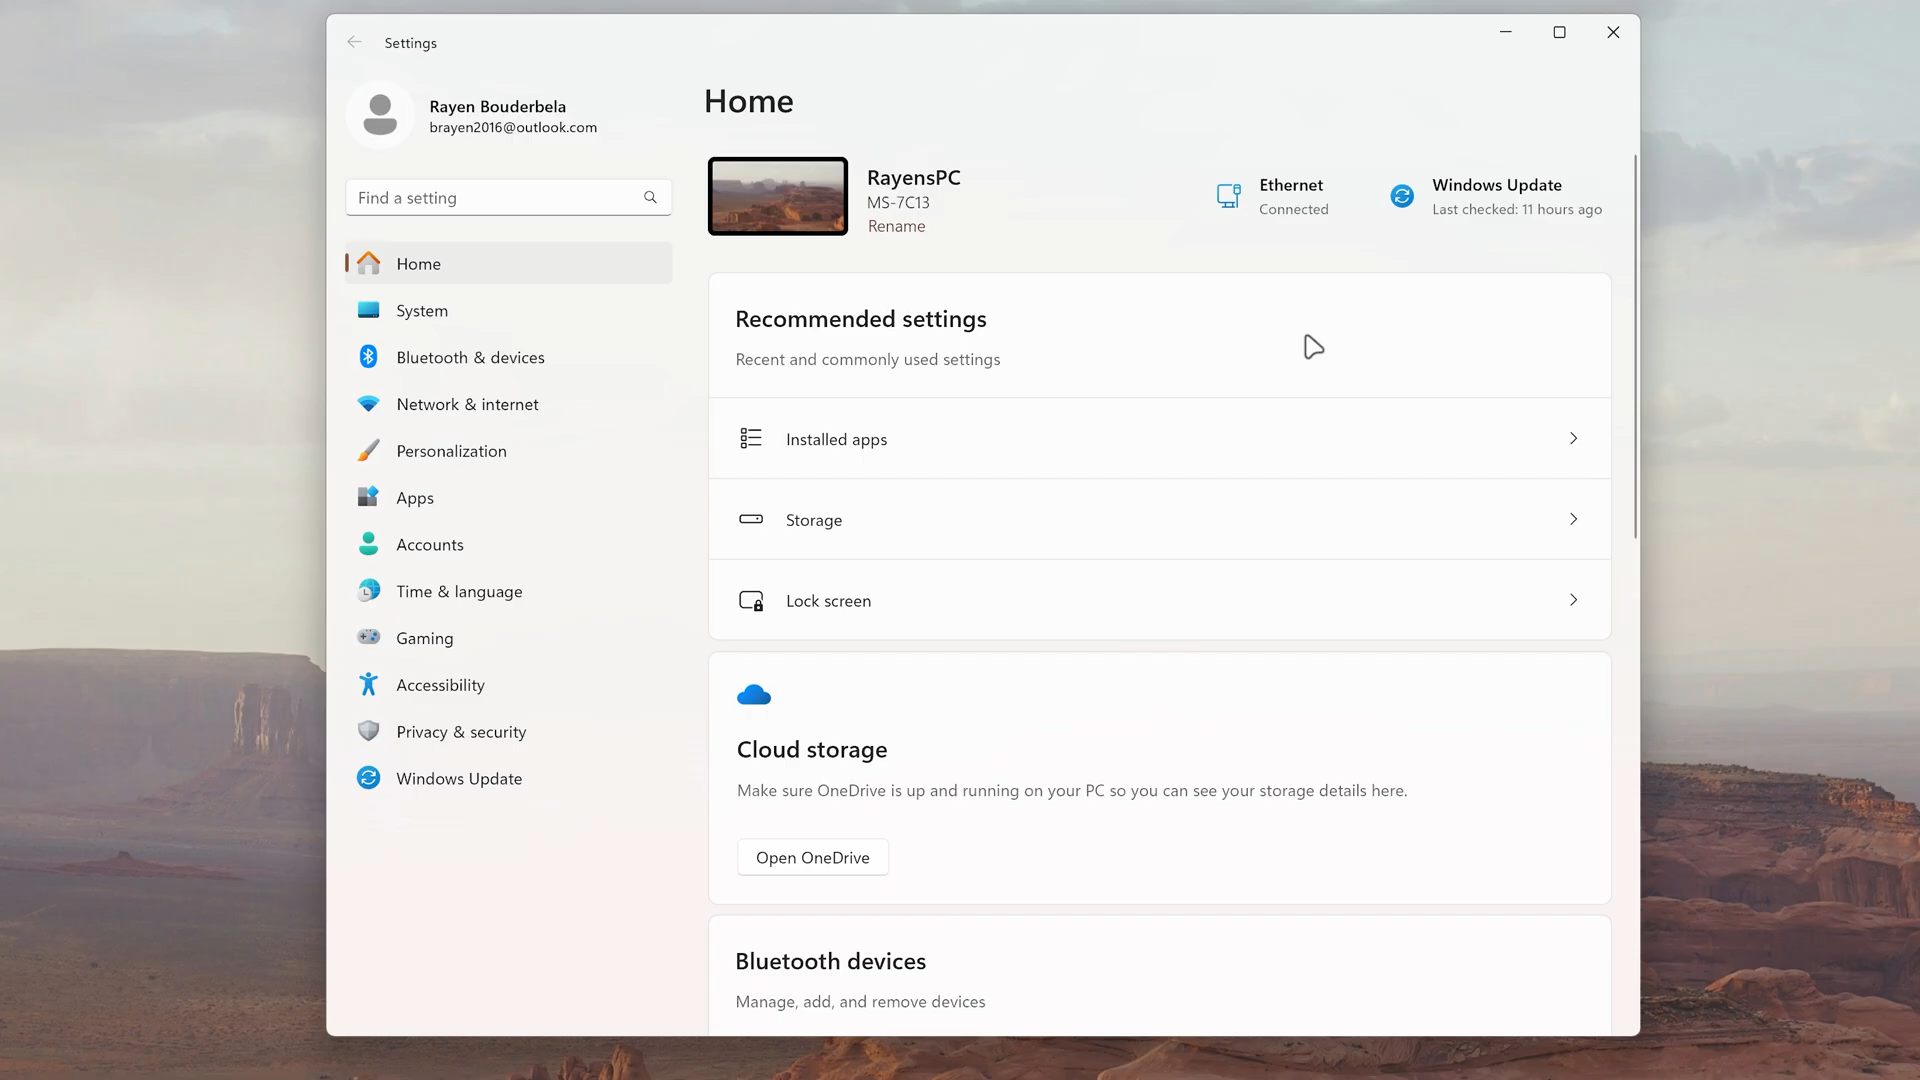 Settings
Rayen Bouderbela
brayen2016@outlook.com
Find a setting
Home
System
Bluetooth & devices
Network & internet
Personalization
Apps
Accounts
Time & language
Gaming
Accessibility
Privacy & security
Windows Update
Home
RayensPC
MS-7C13
Rename
Ethernet
Connected
Windows Update
Last checked: 11 hours ago
Recommended settings
Recent and commonly used settings
Installed apps
Storage
Lock screen
Cloud storage
Make sure OneDrive is up and running on your PC so you can see your storage details here.
Open OneDrive
Bluetooth devices
Manage, add, and remove devices